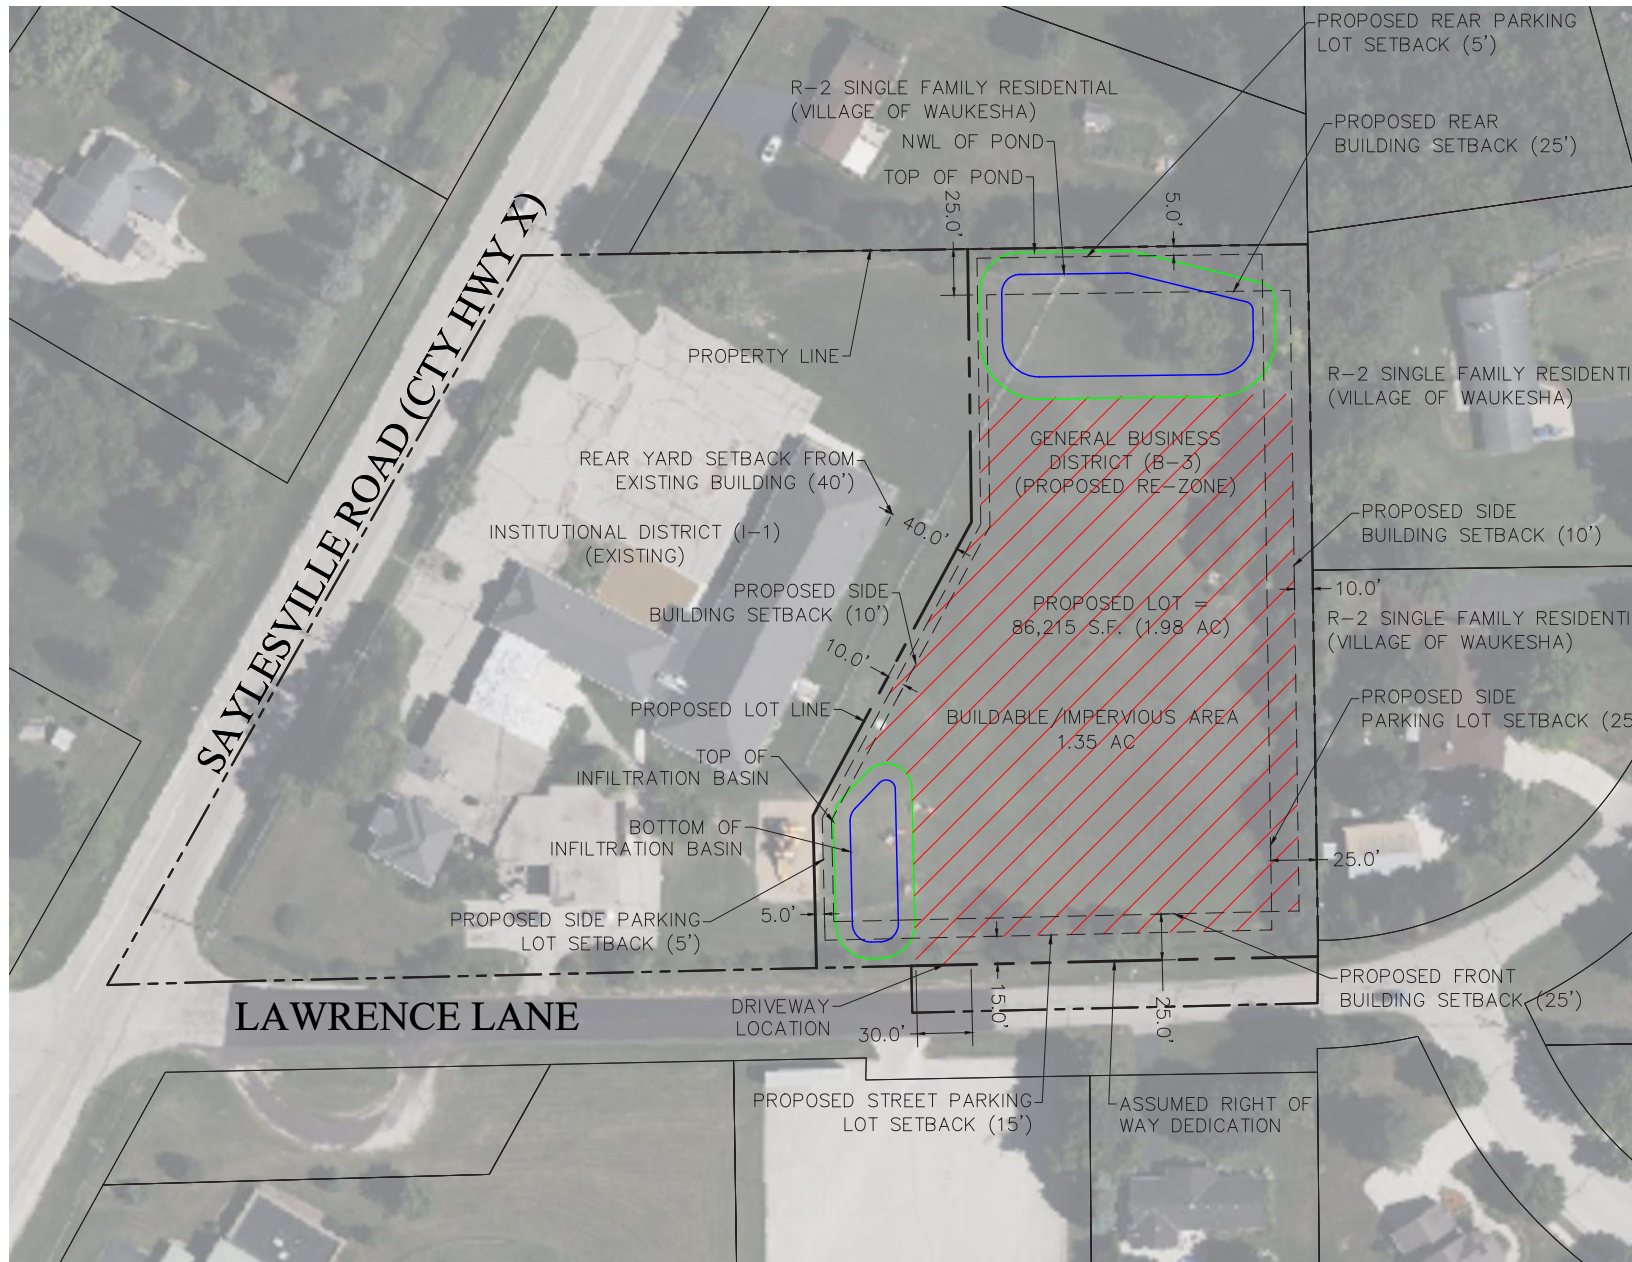 PROPOSED REAR PARKING
LOT SETBACK (5')
R-2 SINGLE FAMILY RESIDENTIAL
(VILLAGE OF WAUKESHA)
PROPOSED REAR
BUILDING SETBACK (25')
NWL OF POND
TOP OF POND
25.0'
5.0'
SAYLESVILLE ROAD (CTY HWY X)
PROPERTY LINE
R-2 SINGLE FAMILY RESIDENTI
(VILLAGE OF WAUKESHA)
GENERAL BUSINESS
DISTRICT (B-3)
(PROPOSED RE-ZONE)
REAR YARD SETBACK FROM
EXISTING BUILDING (40')
40.0'
INSTITUTIONAL DISTRICT (I-1)
(EXISTING)
PROPOSED SIDE
BUILDING SETBACK (10')
PROPOSED SIDE
BUILDING SETBACK (10')
10.0'
PROPOSED LOT =
86,215 S.F. (1.98 AC)
R-2 SINGLE FAMILY RESIDENTI
(VILLAGE OF WAUKESHA)
10.0'
PROPOSED LOT LINE
PROPOSED SIDE
PARKING LOT SETBACK (25
BUILDABLE/IMPERVIOUS AREA
1.35 AC
TOP OF
INFILTRATION BASIN
BOTTOM OF
INFILTRATION BASIN
25.0'
PROPOSED SIDE PARKING
LOT SETBACK (5')
5.0'
PROPOSED FRONT
BUILDING SETBACK (25')
LAWRENCE LANE
DRIVEWAY
LOCATION
30.0'
15.0'
25.0'
PROPOSED STREET PARKING
LOT SETBACK (15')
ASSUMED RIGHT OF
WAY DEDICATION